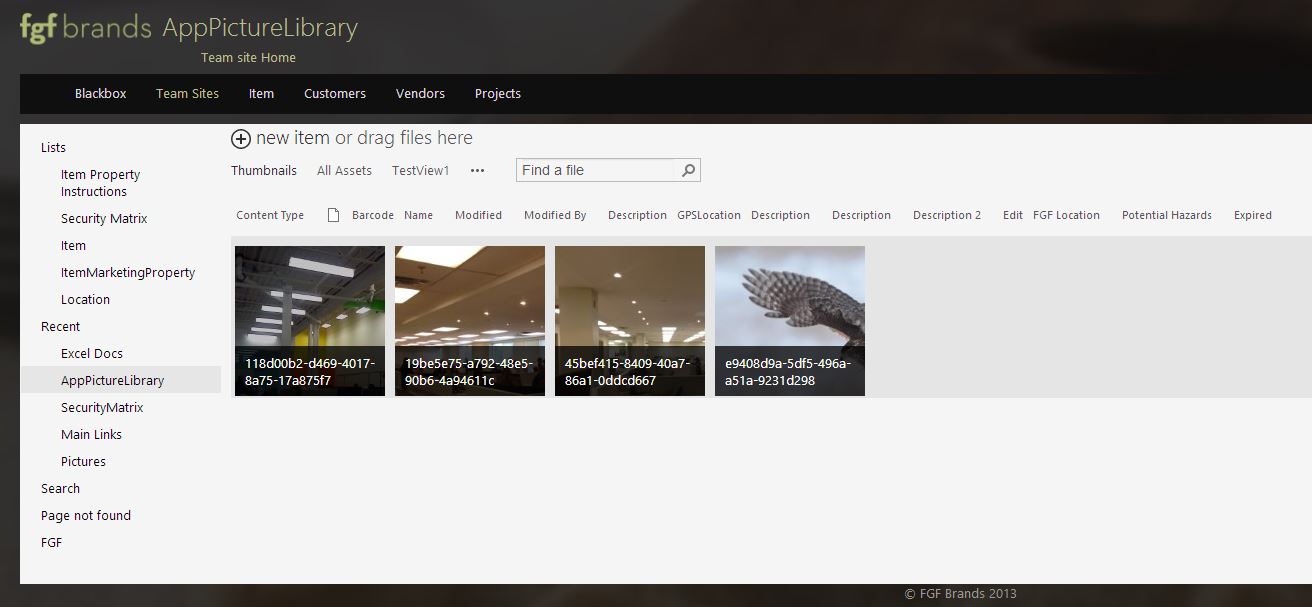 fgf brands AppPictureLibrary
Team site Home
Blackbox Team Sites Item Customers Vendors Projects
Lists
Item Property
Instructions
Security Matrix
Item
ItemMarketingProperty
Location
Recent
Excel Docs
AppPictureLibrary
SecurityMatrix
Main Links
Pictures
Search
Page not found
FGF
new item or drag files here
Thumbnails All Assets TestView1 ••• Find a file
Content Type Barcode Name Modified Modified By Description GPSLocation Description Description Description 2 Edit FGF Location Potential Hazards Expired
118d00b2-d469-4017-
8a75-17a875f7
19be5e75-a792-48e5-
90b6-4a94611c
45bef415-8409-40a7-
86a1-0ddcd667
e9408d9a-5df5-496a-
a51a-9231d298
© FGF Brands 2013